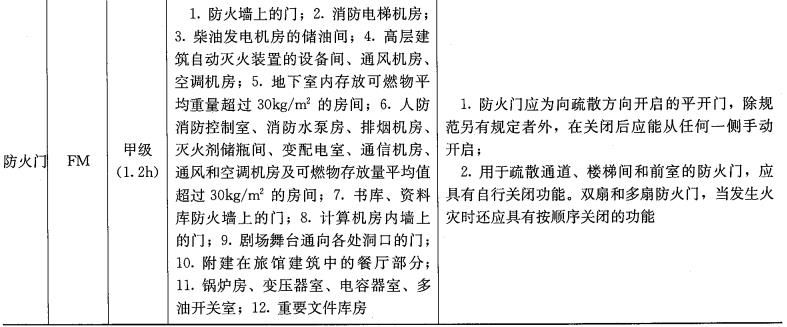 防火门
FM
甲级
(1.2h)
1. 防火墙上的门；2. 消防电梯机房；
3. 柴油发电机房的储油间；4. 高层建
筑自动灭火装置的设备间、通风机房、
空调机房；5. 地下室内存放可燃物平
均重量超过 30kg/m² 的房间；6. 人防
消防控制室、消防水泵房、排烟机房、
灭火剂储瓶间、变配电室、通信机房、
通风和空调机房及可燃物存放量平均值
超过 30kg/m² 的房间；7. 书库、资料
库防火墙上的门；8. 计算机房内墙上
的门；9. 剧场舞台通向各处洞口的门；
10. 附建在旅馆建筑中的餐厅部分；
11. 锅炉房、变压器室、电容器室、多
油开关室；12. 重要文件库房
1. 防火门应为向疏散方向开启的平开门，除规
范另有规定者外，在关闭后应能从任何一侧手动
开启；
2. 用于疏散通道、楼梯间和前室的防火门，应
具有自行关闭功能。双扇和多扇防火门，当发生火
灾时还应具有按顺序关闭的功能